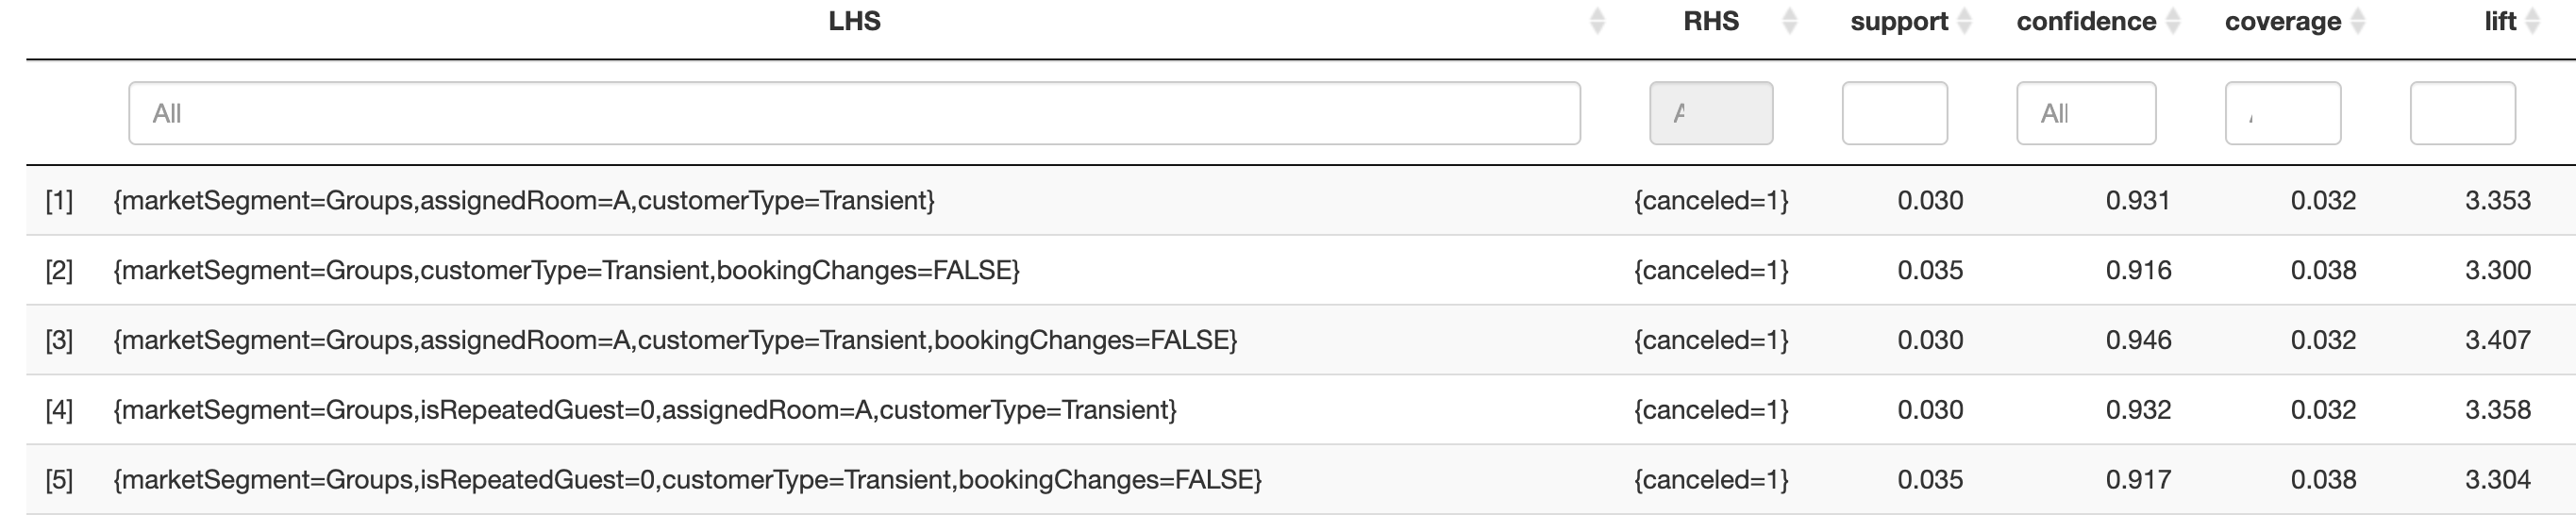 LHS RHS support confidence coverage lift
All A All
[1] {marketSegment=Groups,assignedRoom=A,customerType=Transient} {canceled=1} 0.030 0.931 0.032 3.353
[2] {marketSegment=Groups,customerType=Transient,bookingChanges=FALSE} {canceled=1} 0.035 0.916 0.038 3.300
[3] {marketSegment=Groups,assignedRoom=A,customerType=Transient,bookingChanges=FALSE} {canceled=1} 0.030 0.946 0.032 3.407
[4] {marketSegment=Groups,isRepeatedGuest=0,assignedRoom=A,customerType=Transient} {canceled=1} 0.030 0.932 0.032 3.358
[5] {marketSegment=Groups,isRepeatedGuest=0,customerType=Transient,bookingChanges=FALSE} {canceled=1} 0.035 0.917 0.038 3.304